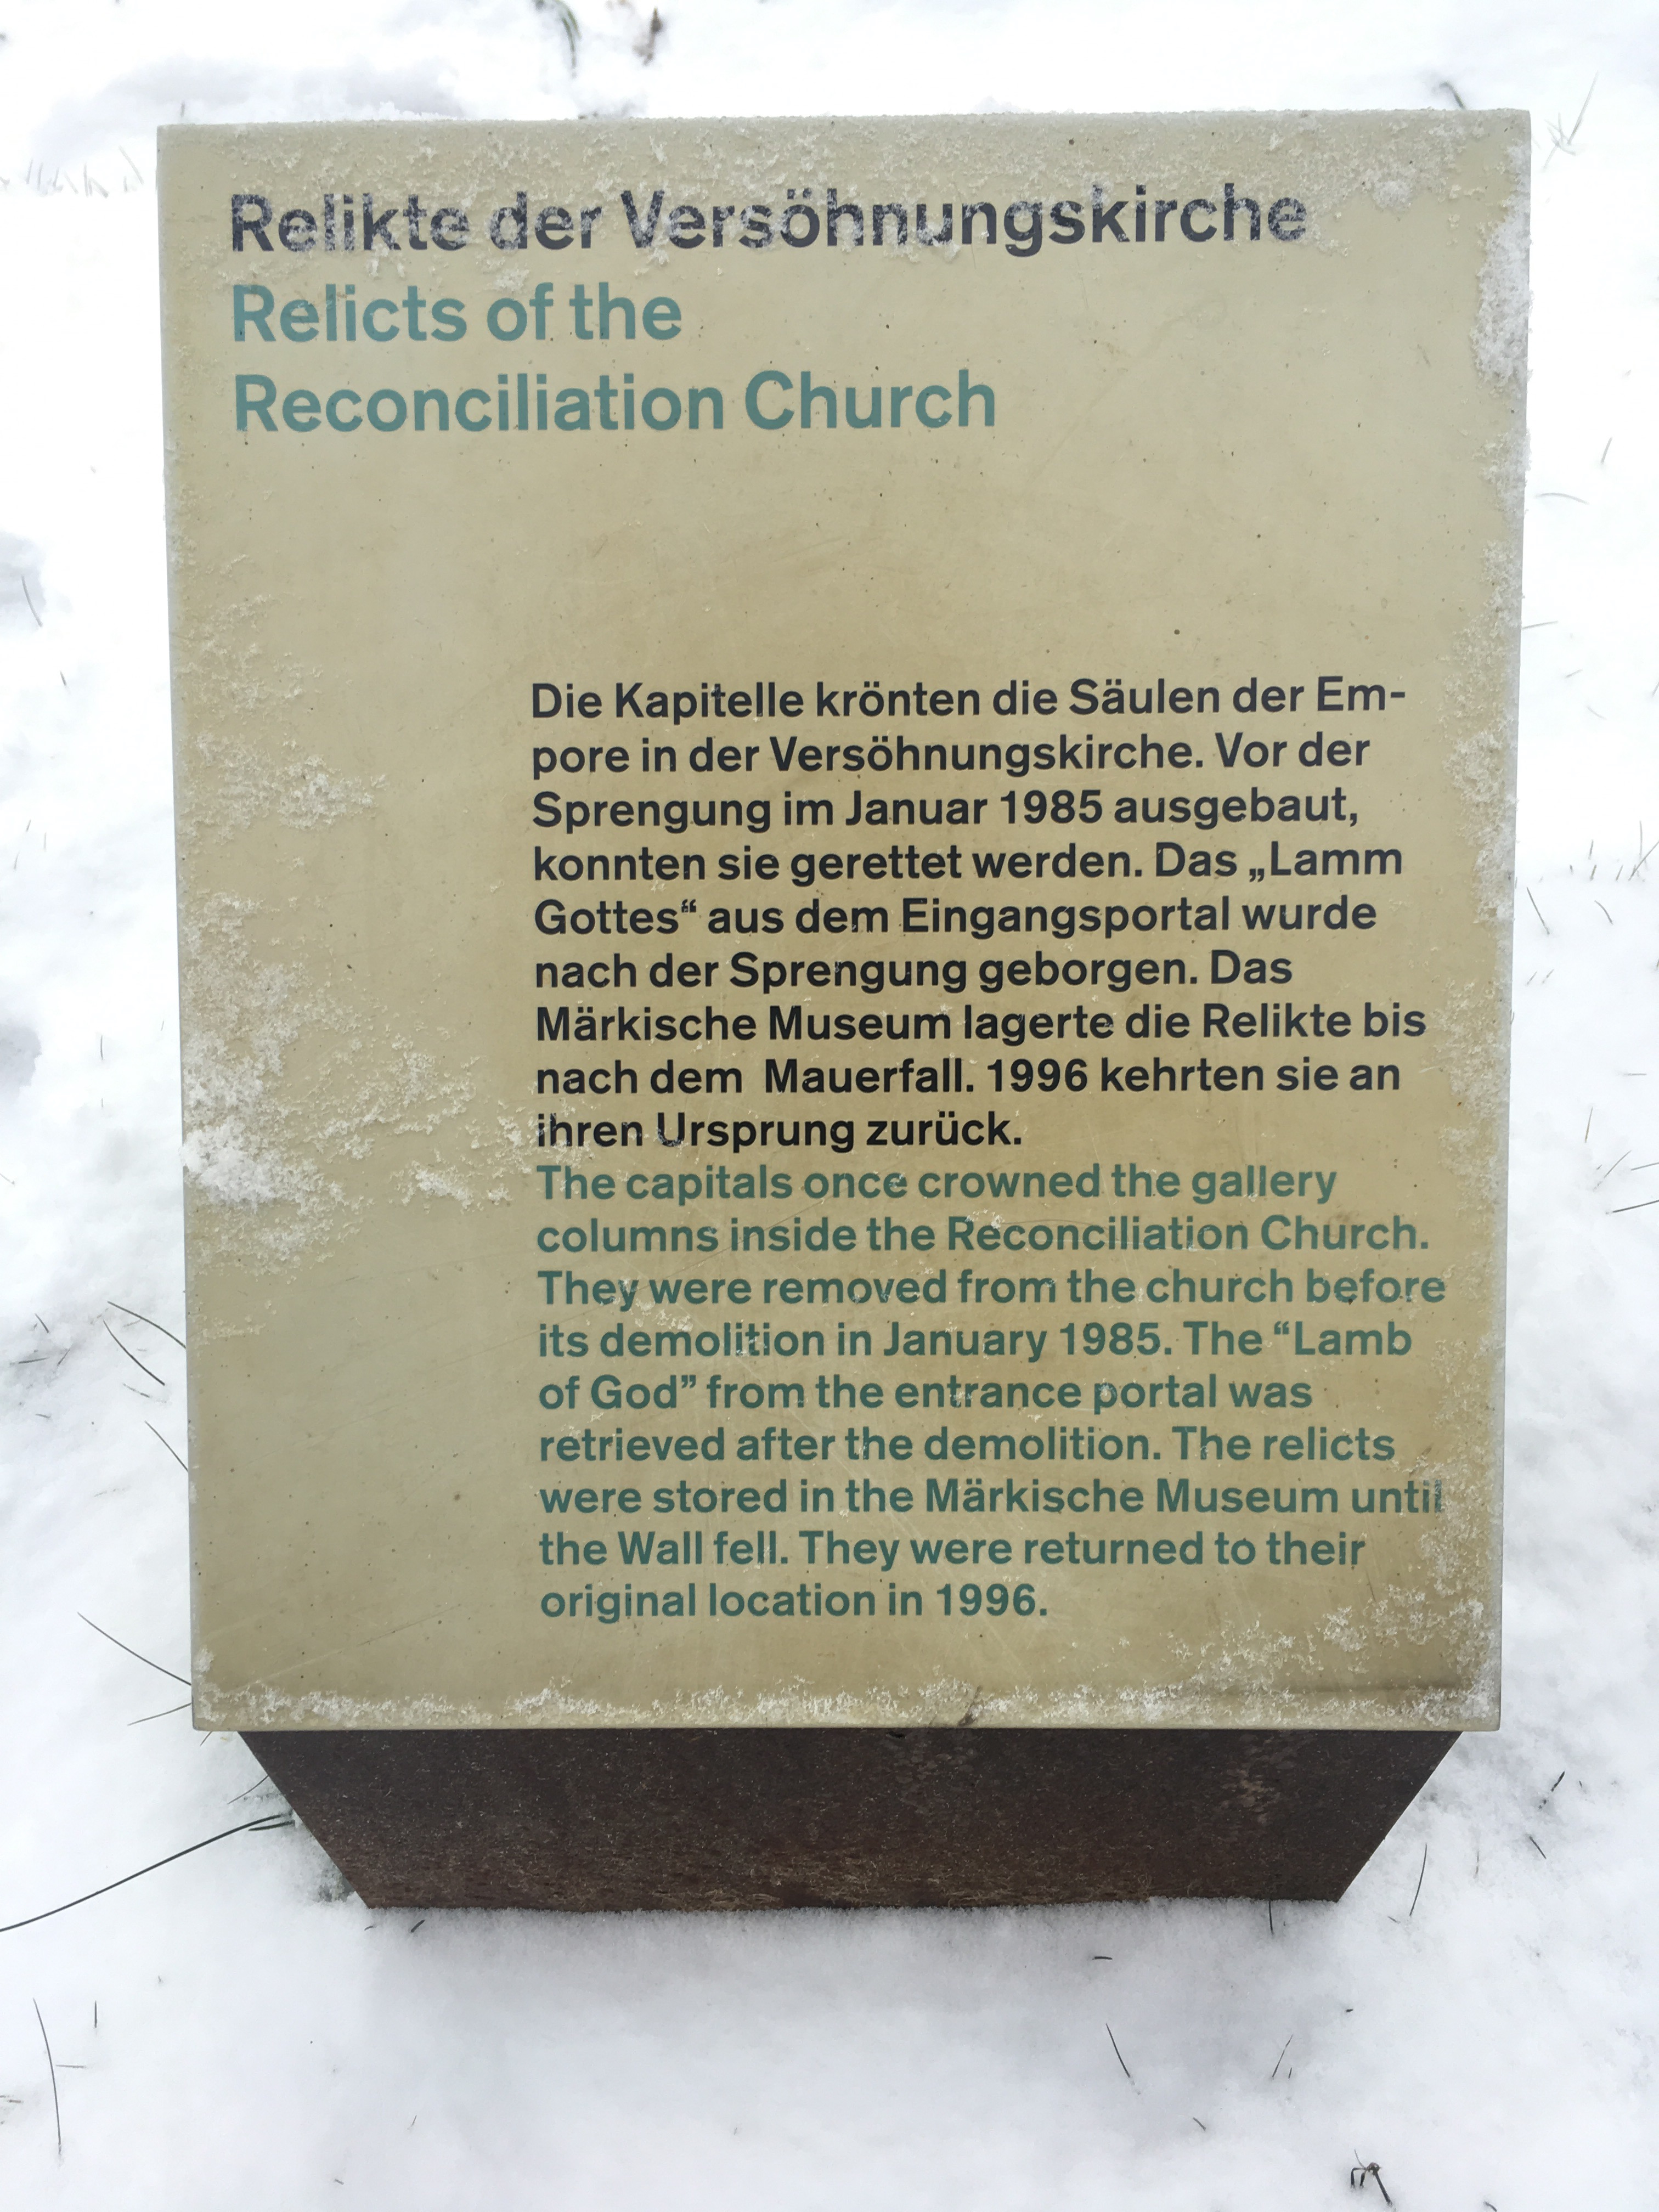 Relikte der Versöhnungskirche
Relicts of the
Reconciliation Church
Die Kapitelle krönten die Säulen der Em-
pore in der Versöhnungskirche. Vor der
Sprengung im Januar 1985 ausgebaut,
konnten sie gerettet werden. Das „Lamm
Gottes“ aus dem Eingangsportal wurde
nach der Sprengung geborgen. Das
Märkische Museum lagerte die Relikte bis
nach dem Mauerfall. 1996 kehrten sie an
ihren Ursprung zurück.
The capitals once crowned the gallery
columns inside the Reconciliation Church.
They were removed from the church before
its demolition in January 1985. The “Lamb
of God” from the entrance portal was
retrieved after the demolition. The relicts
were stored in the Märkische Museum until
the Wall fell. They were returned to their
original location in 1996.